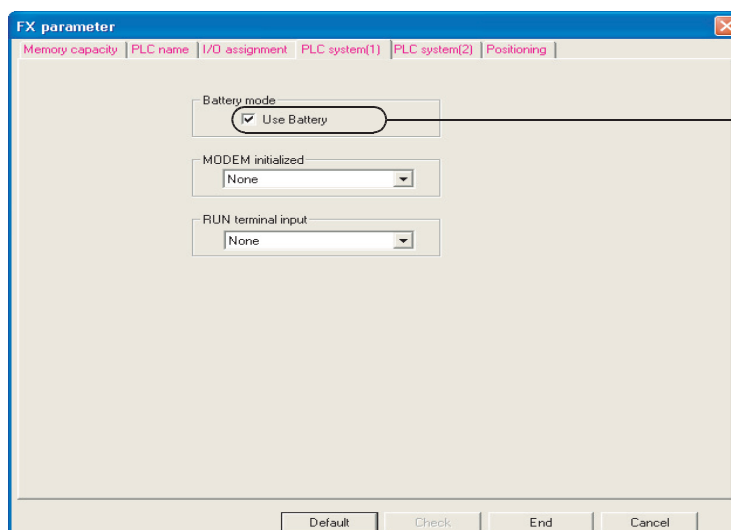 FX parameter
Memory capacity PLC name I/O assignment PLC system(1) PLC system(2) Positioning
Battery mode
Use Battery
MODEM initialized
None
RUN terminal input
None
Default Check End Cancel